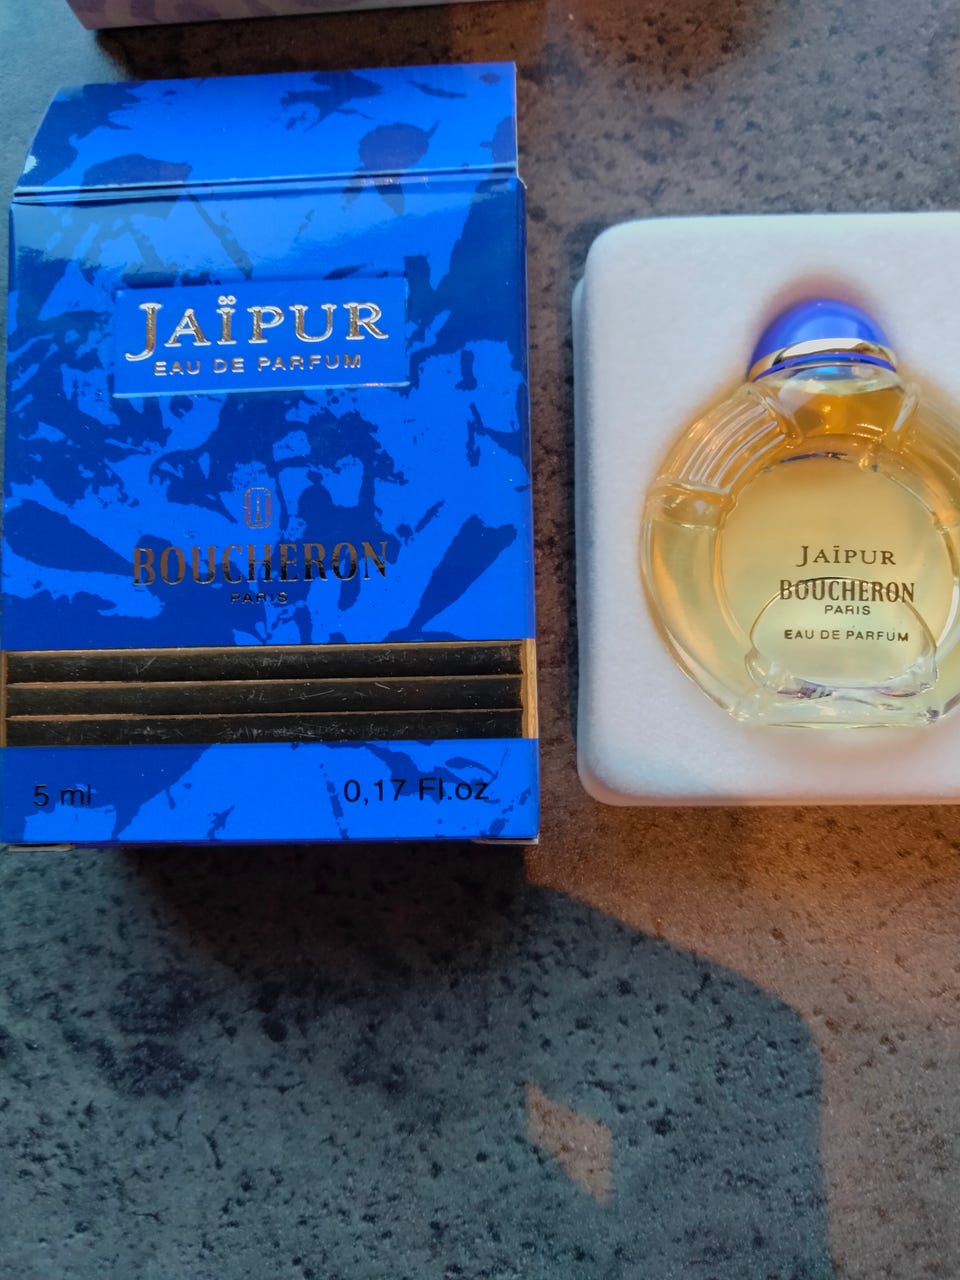 JAÏPUR
EAU DE PARFUM
BOUCHERON
PARIS
5 ml 0,17 Fl.oz
JAÏPUR
BOUCHERON
PARIS
EAU DE PARFUM